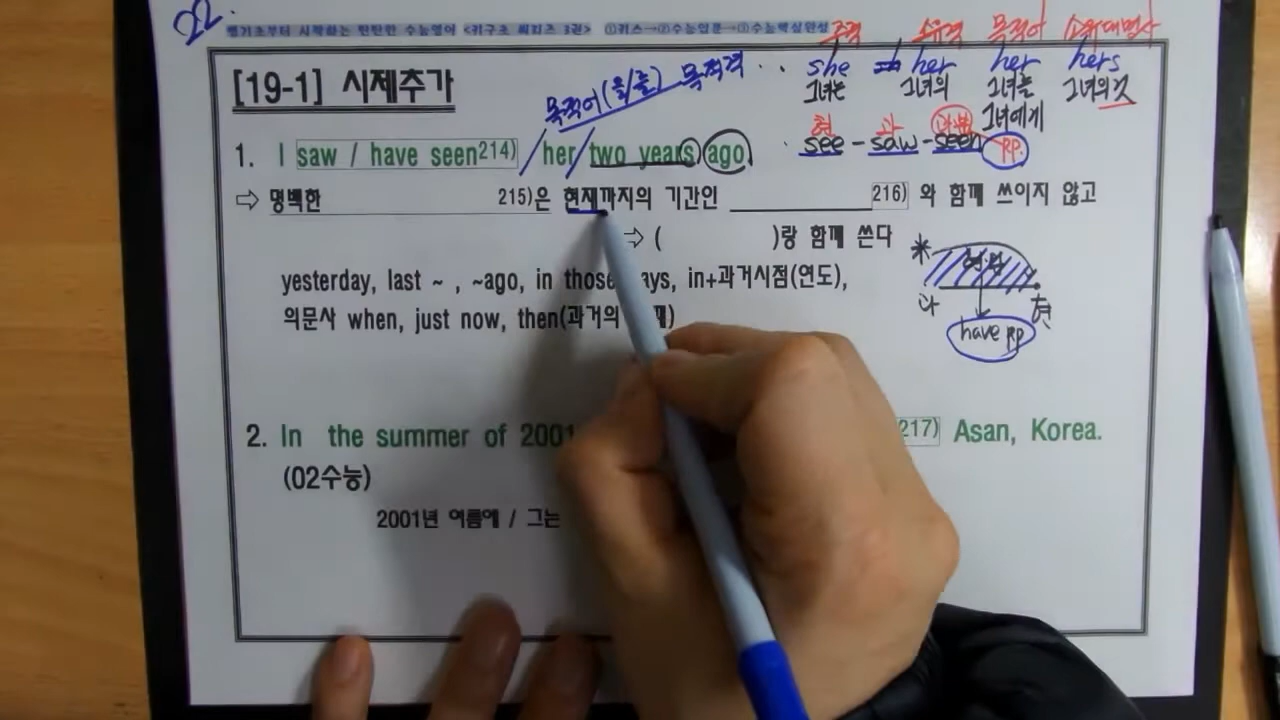 22.
별기초부터 시작하는 탄탄한 수능영어 <키구조 씨리즈 3권> ①키스→②수능입문→③수능핵심완성
주격 소유격 목적어 소유대명사
she her her hers
그녀는 그녀의 그녀를 그녀의것
그녀에게
[19-1] 시제추가
목적어(을/를) 목적격
현 과 과분
see - saw - seen
P.P.
1. I saw / have seen214) her two years ago.
⇨ 명백한 215)은 현재까지의 기간인 216) 와 함께 쓰이지 않고
⇨ ( )랑 함께 쓴다
yesterday, last ~ , ~ago, in those days, in+과거시점(연도),
의문사 when, just now, then(과거의
과 현
have P.P
2. In the summer of 2001 217) Asan, Korea.
(02수능)
2001년 여름에 / 그는